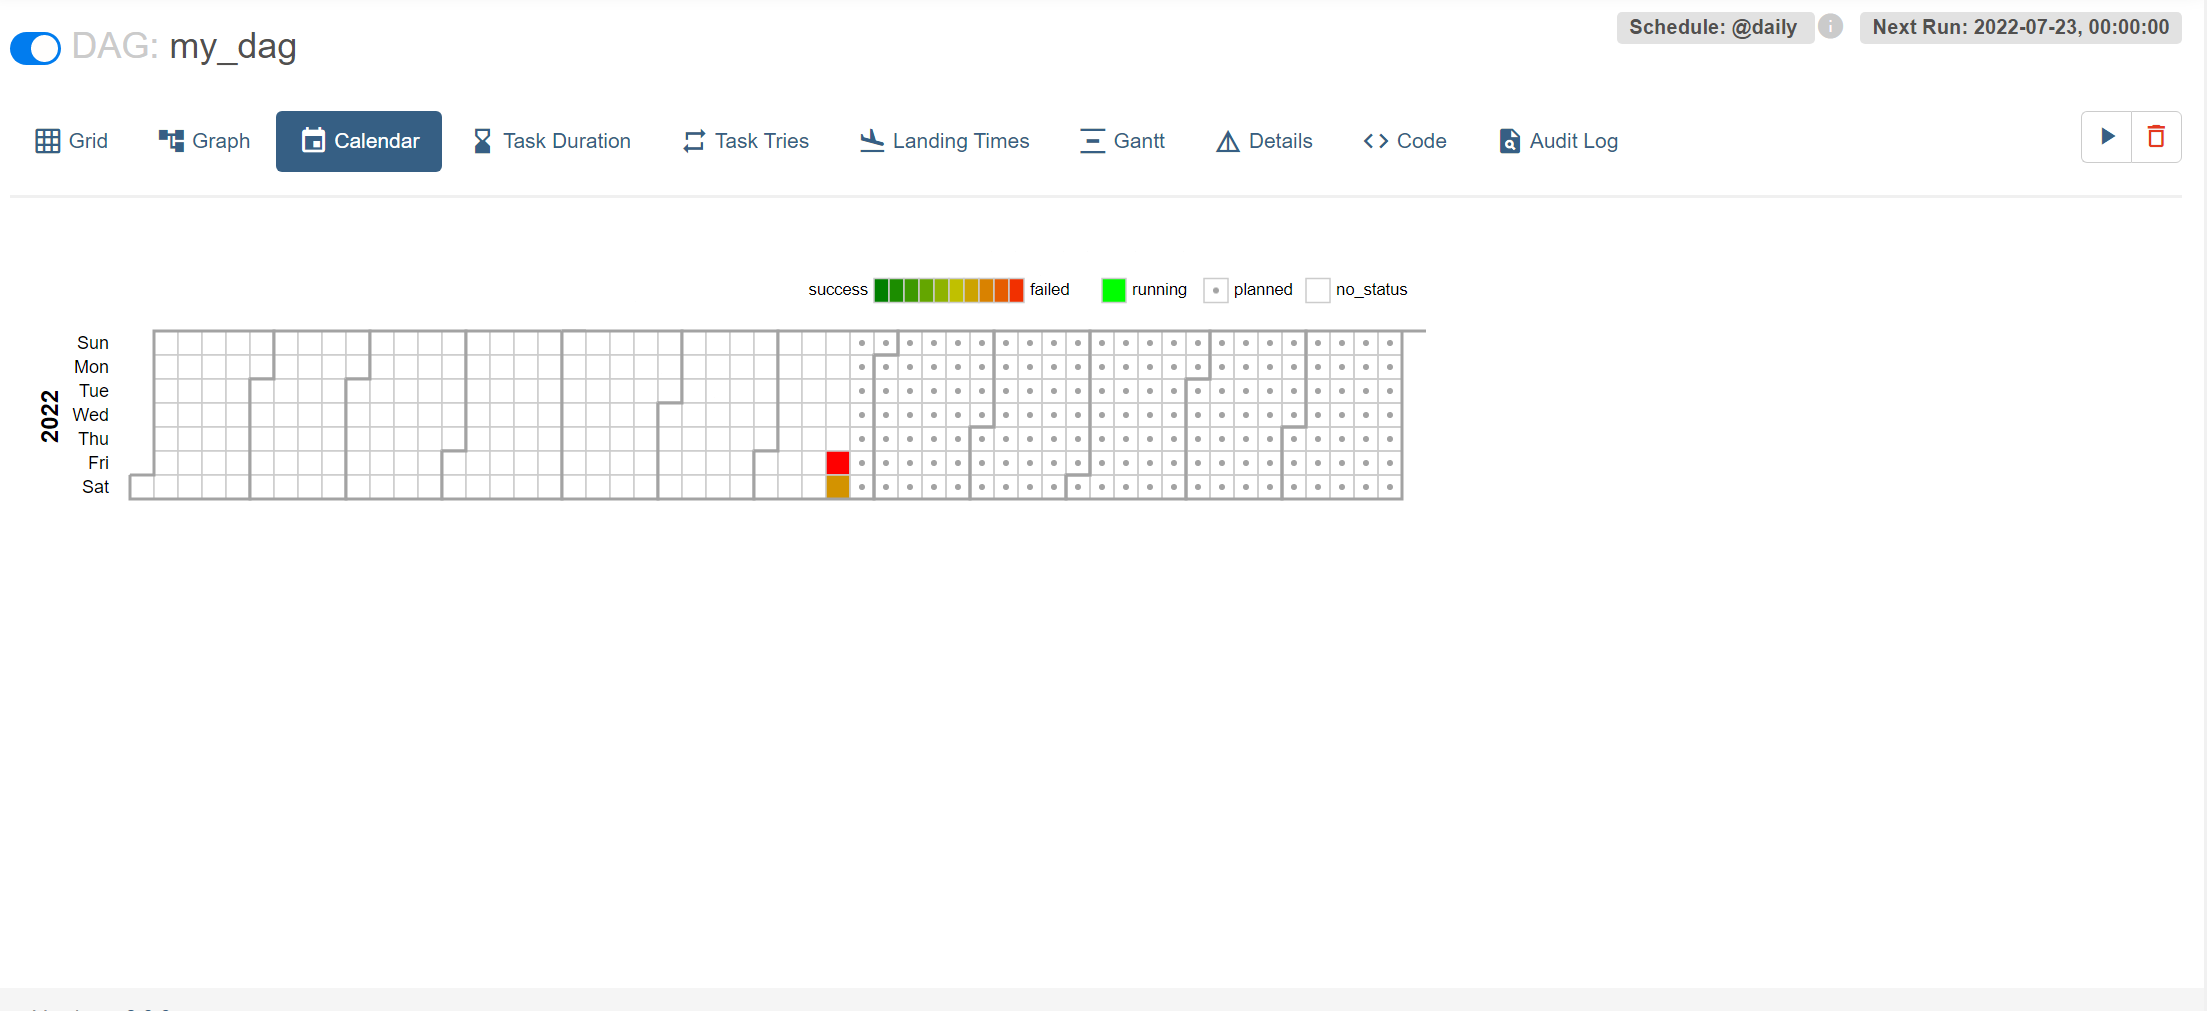 DAG: my_dag
Schedule: @daily
Next Run: 2022-07-23, 00:00:00
Grid
Graph
Calendar
Task Duration
Task Tries
Landing Times
Gantt
Details
Code
Audit Log
success
failed
running
planned
no_status
2022
Sun
Mon
Tue
Wed
Thu
Fri
Sat